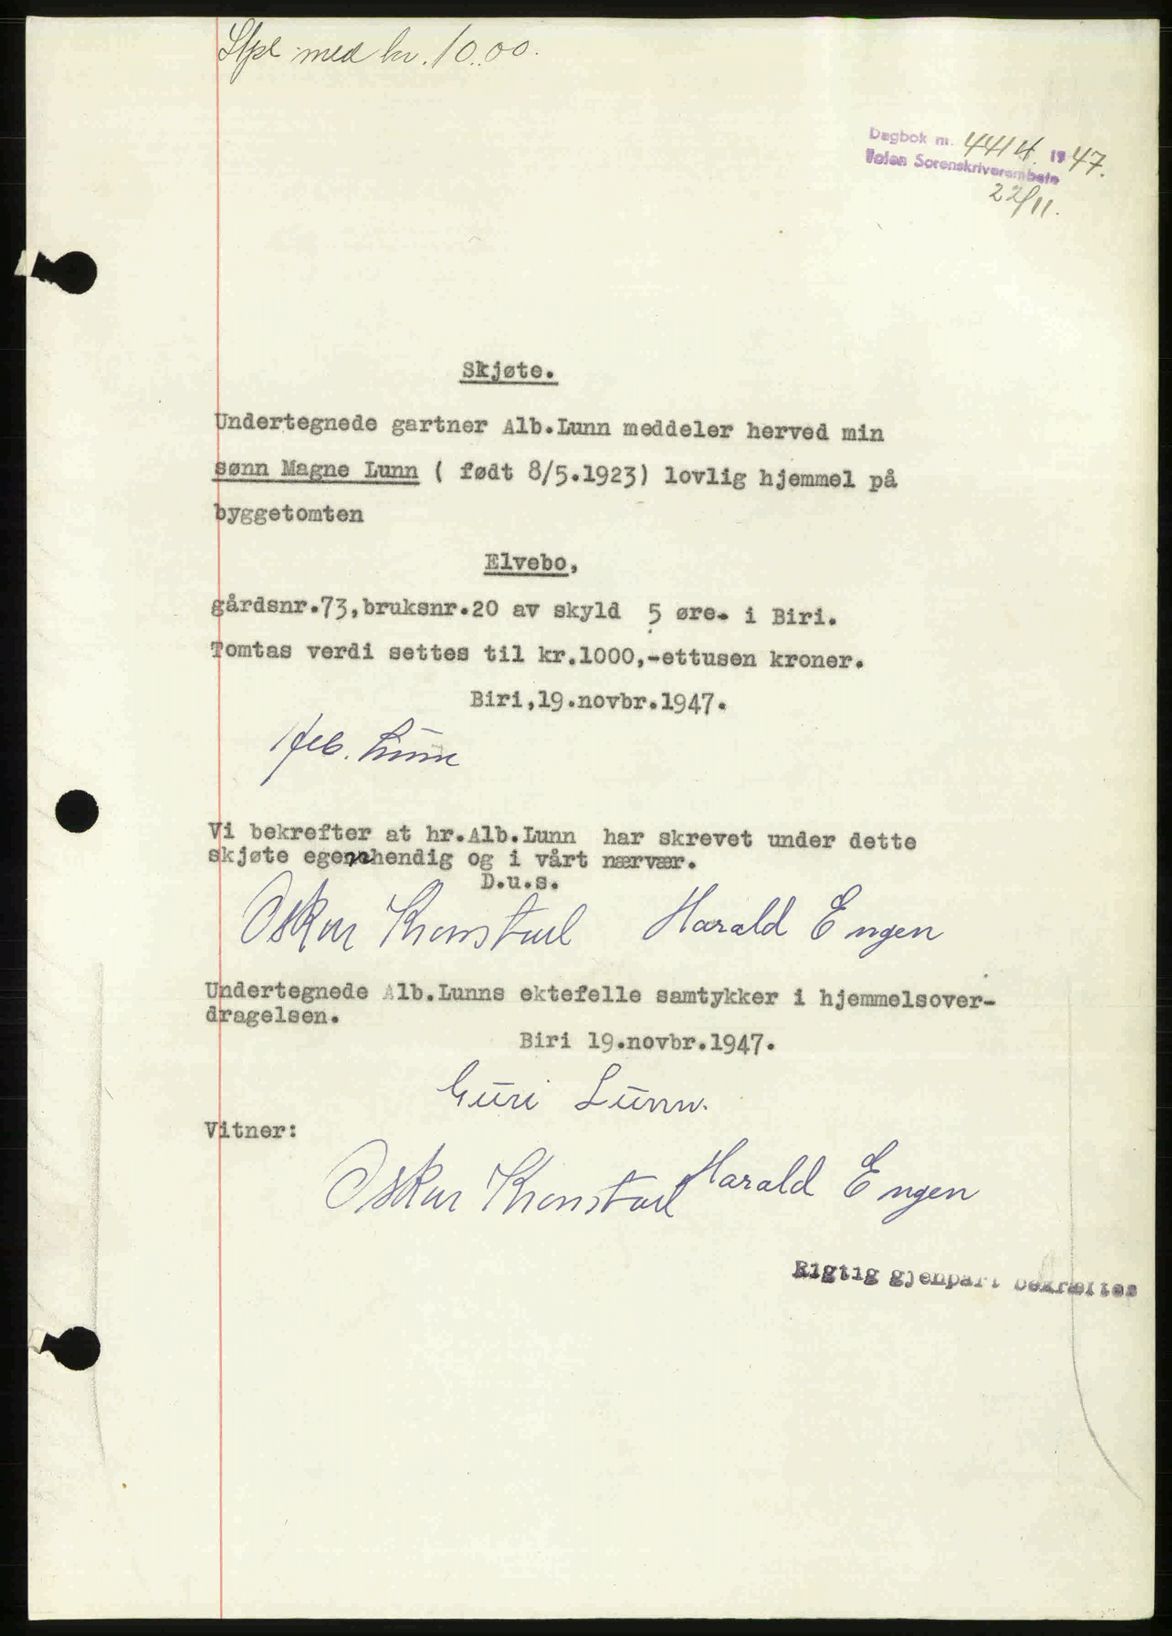 Stpl med kr. 10.00.
Dagbok nr. 4414. 1947.
Toten Sorenskriverembete
22/11.
Skjøte.
Undertegnede gartner Alb.Lunn meddeler herved min
sønn Magne Lunn ( født 8/5.1923) lovlig hjemmel på
byggetomten
Elvebo,
gårdsnr.73,bruksnr.20 av skyld 5 øre. i Biri.
Tomtas verdi settes til kr.1000,-ettusen kroner.
Biri,19.novbr.1947.
Alb. Lunn
Vi bekrefter at hr.Alb.Lunn har skrevet under dette
skjøte egenhendig og i vårt nærvær.
D.u.s.
Oskar Kronstad Harald Engen
Undertegnede Alb.Lunns ektefelle samtykker i hjemmelsover-
dragelsen.
Biri 19.novbr.1947.
Guri Lunn.
Vitner:
Oskar Kronstad Harald Engen
Rigtig gjenpart bekræftes